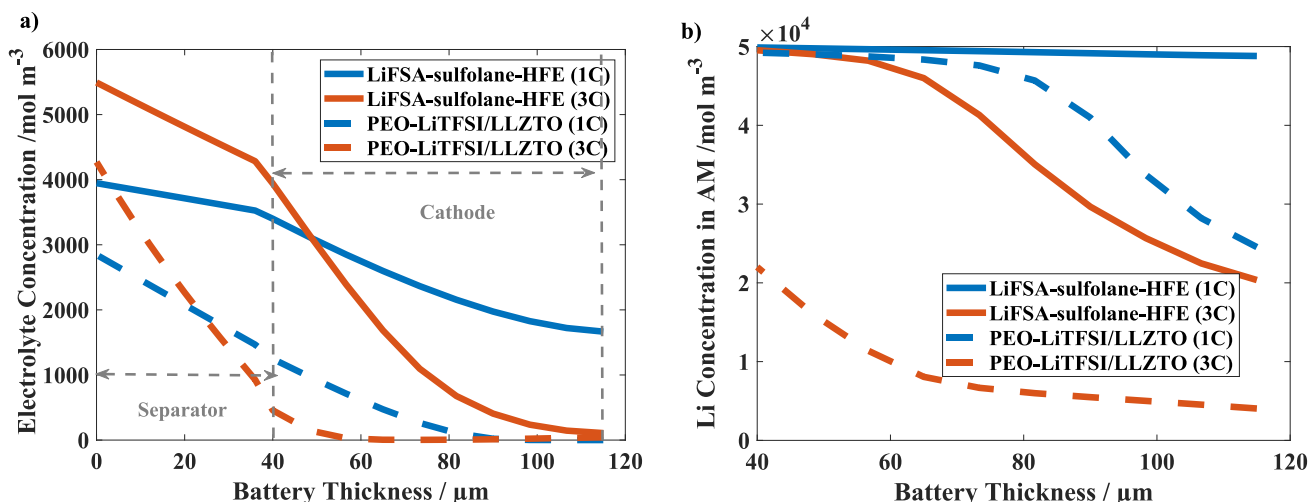 a)
Electrolyte Concentration /mol m⁻³
6000
5000
4000
3000
2000
1000
0
LiFSA-sulfolane-HFE (1C)
LiFSA-sulfolane-HFE (3C)
PEO-LiTFSI/LLZTO (1C)
PEO-LiTFSI/LLZTO (3C)
Cathode
Separator
0 20 40 60 80 100 120
Battery Thickness / µm
b)
Li Concentration in AM /mol m⁻³
×10⁴
5
4
3
2
1
0
LiFSA-sulfolane-HFE (1C)
LiFSA-sulfolane-HFE (3C)
PEO-LiTFSI/LLZTO (1C)
PEO-LiTFSI/LLZTO (3C)
40 60 80 100 120
Battery Thickness / µm